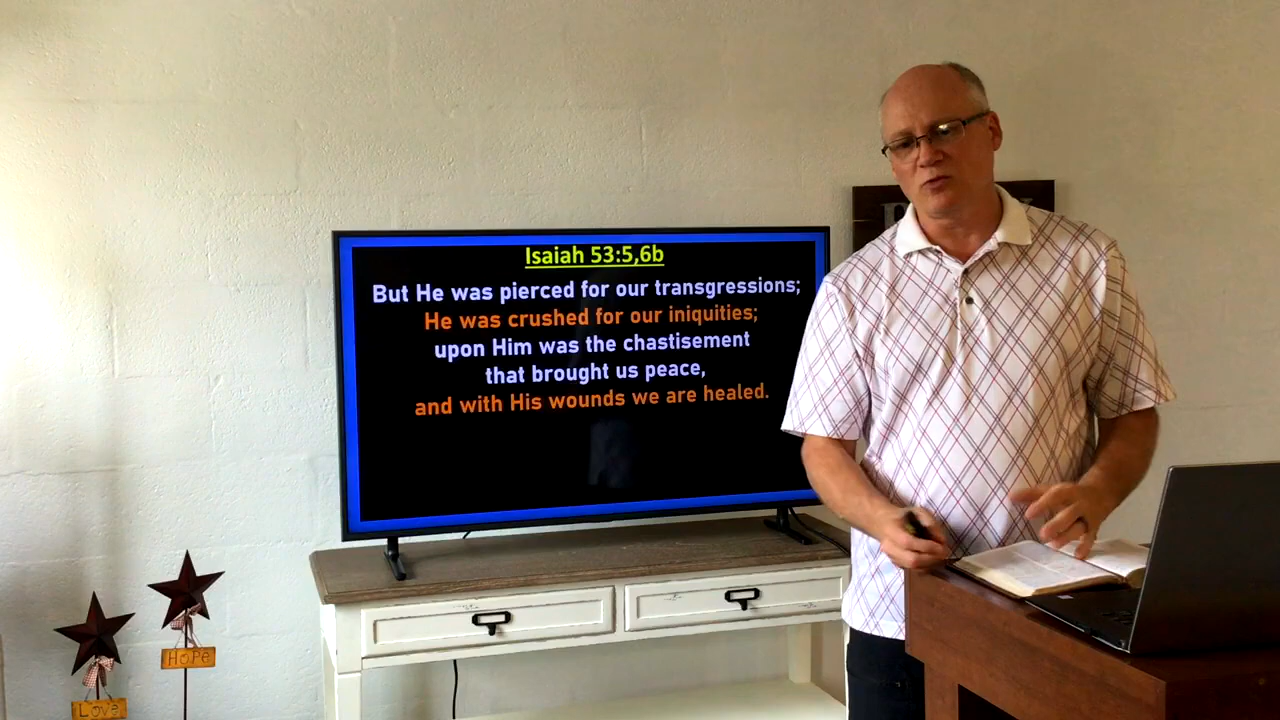 Isaiah 53:5,6b
But He was pierced for our transgressions;
He was crushed for our iniquities;
upon Him was the chastisement
that brought us peace,
and with His wounds we are healed.
HOPE
Love